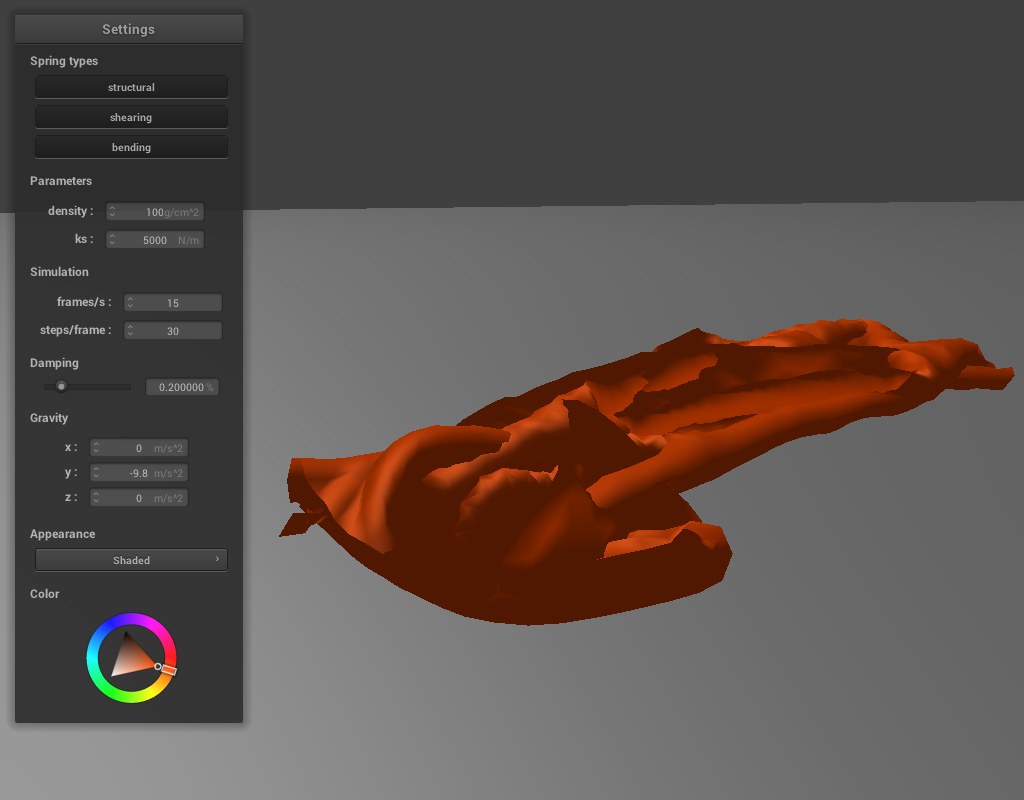 Settings
Spring types
structural
shearing
bending
Parameters
density : 100 g/cm^2
ks : 5000 N/m
Simulation
frames/s : 15
steps/frame : 30
Damping
0.200000 %
Gravity
x : 0 m/s^2
y : -9.8 m/s^2
z : 0 m/s^2
Appearance
Shaded
Color